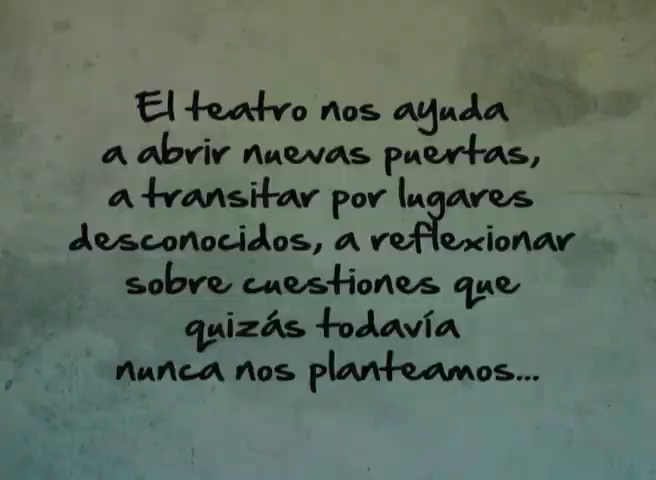 El teatro nos ayuda
a abrir nuevas puertas,
a transitar por lugares
desconocidos, a reflexionar
sobre cuestiones que
quizás todavía
nunca nos planteamos...